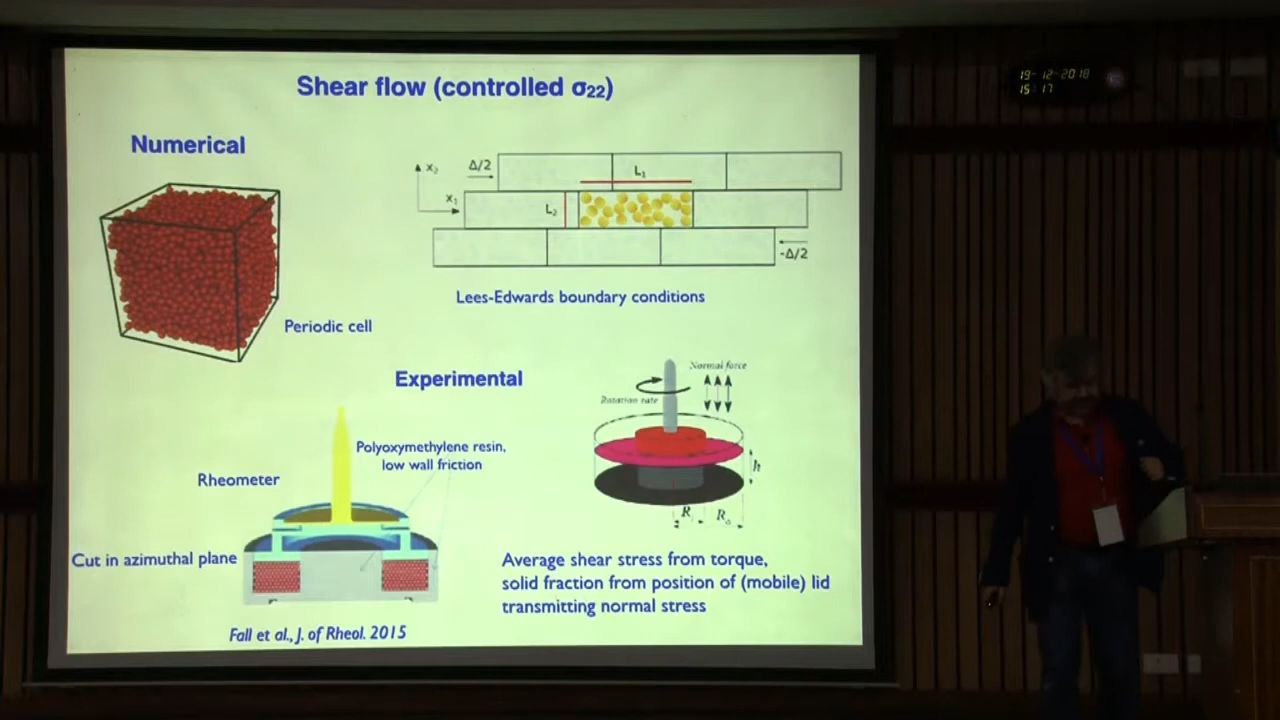 Shear flow (controlled σ₂₂)
19-12-2018
15:17
Numerical
x₂
Δ/2
L₁
x₁
L₂
-Δ/2
Lees-Edwards boundary conditions
Periodic cell
Experimental
Normal force
Rotation rate
Polyoxymethylene resin,
low wall friction
Rheometer
h
Cut in azimuthal plane
Average shear stress from torque,
solid fraction from position of (mobile) lid
transmitting normal stress
Fall et al., J. of Rheol. 2015